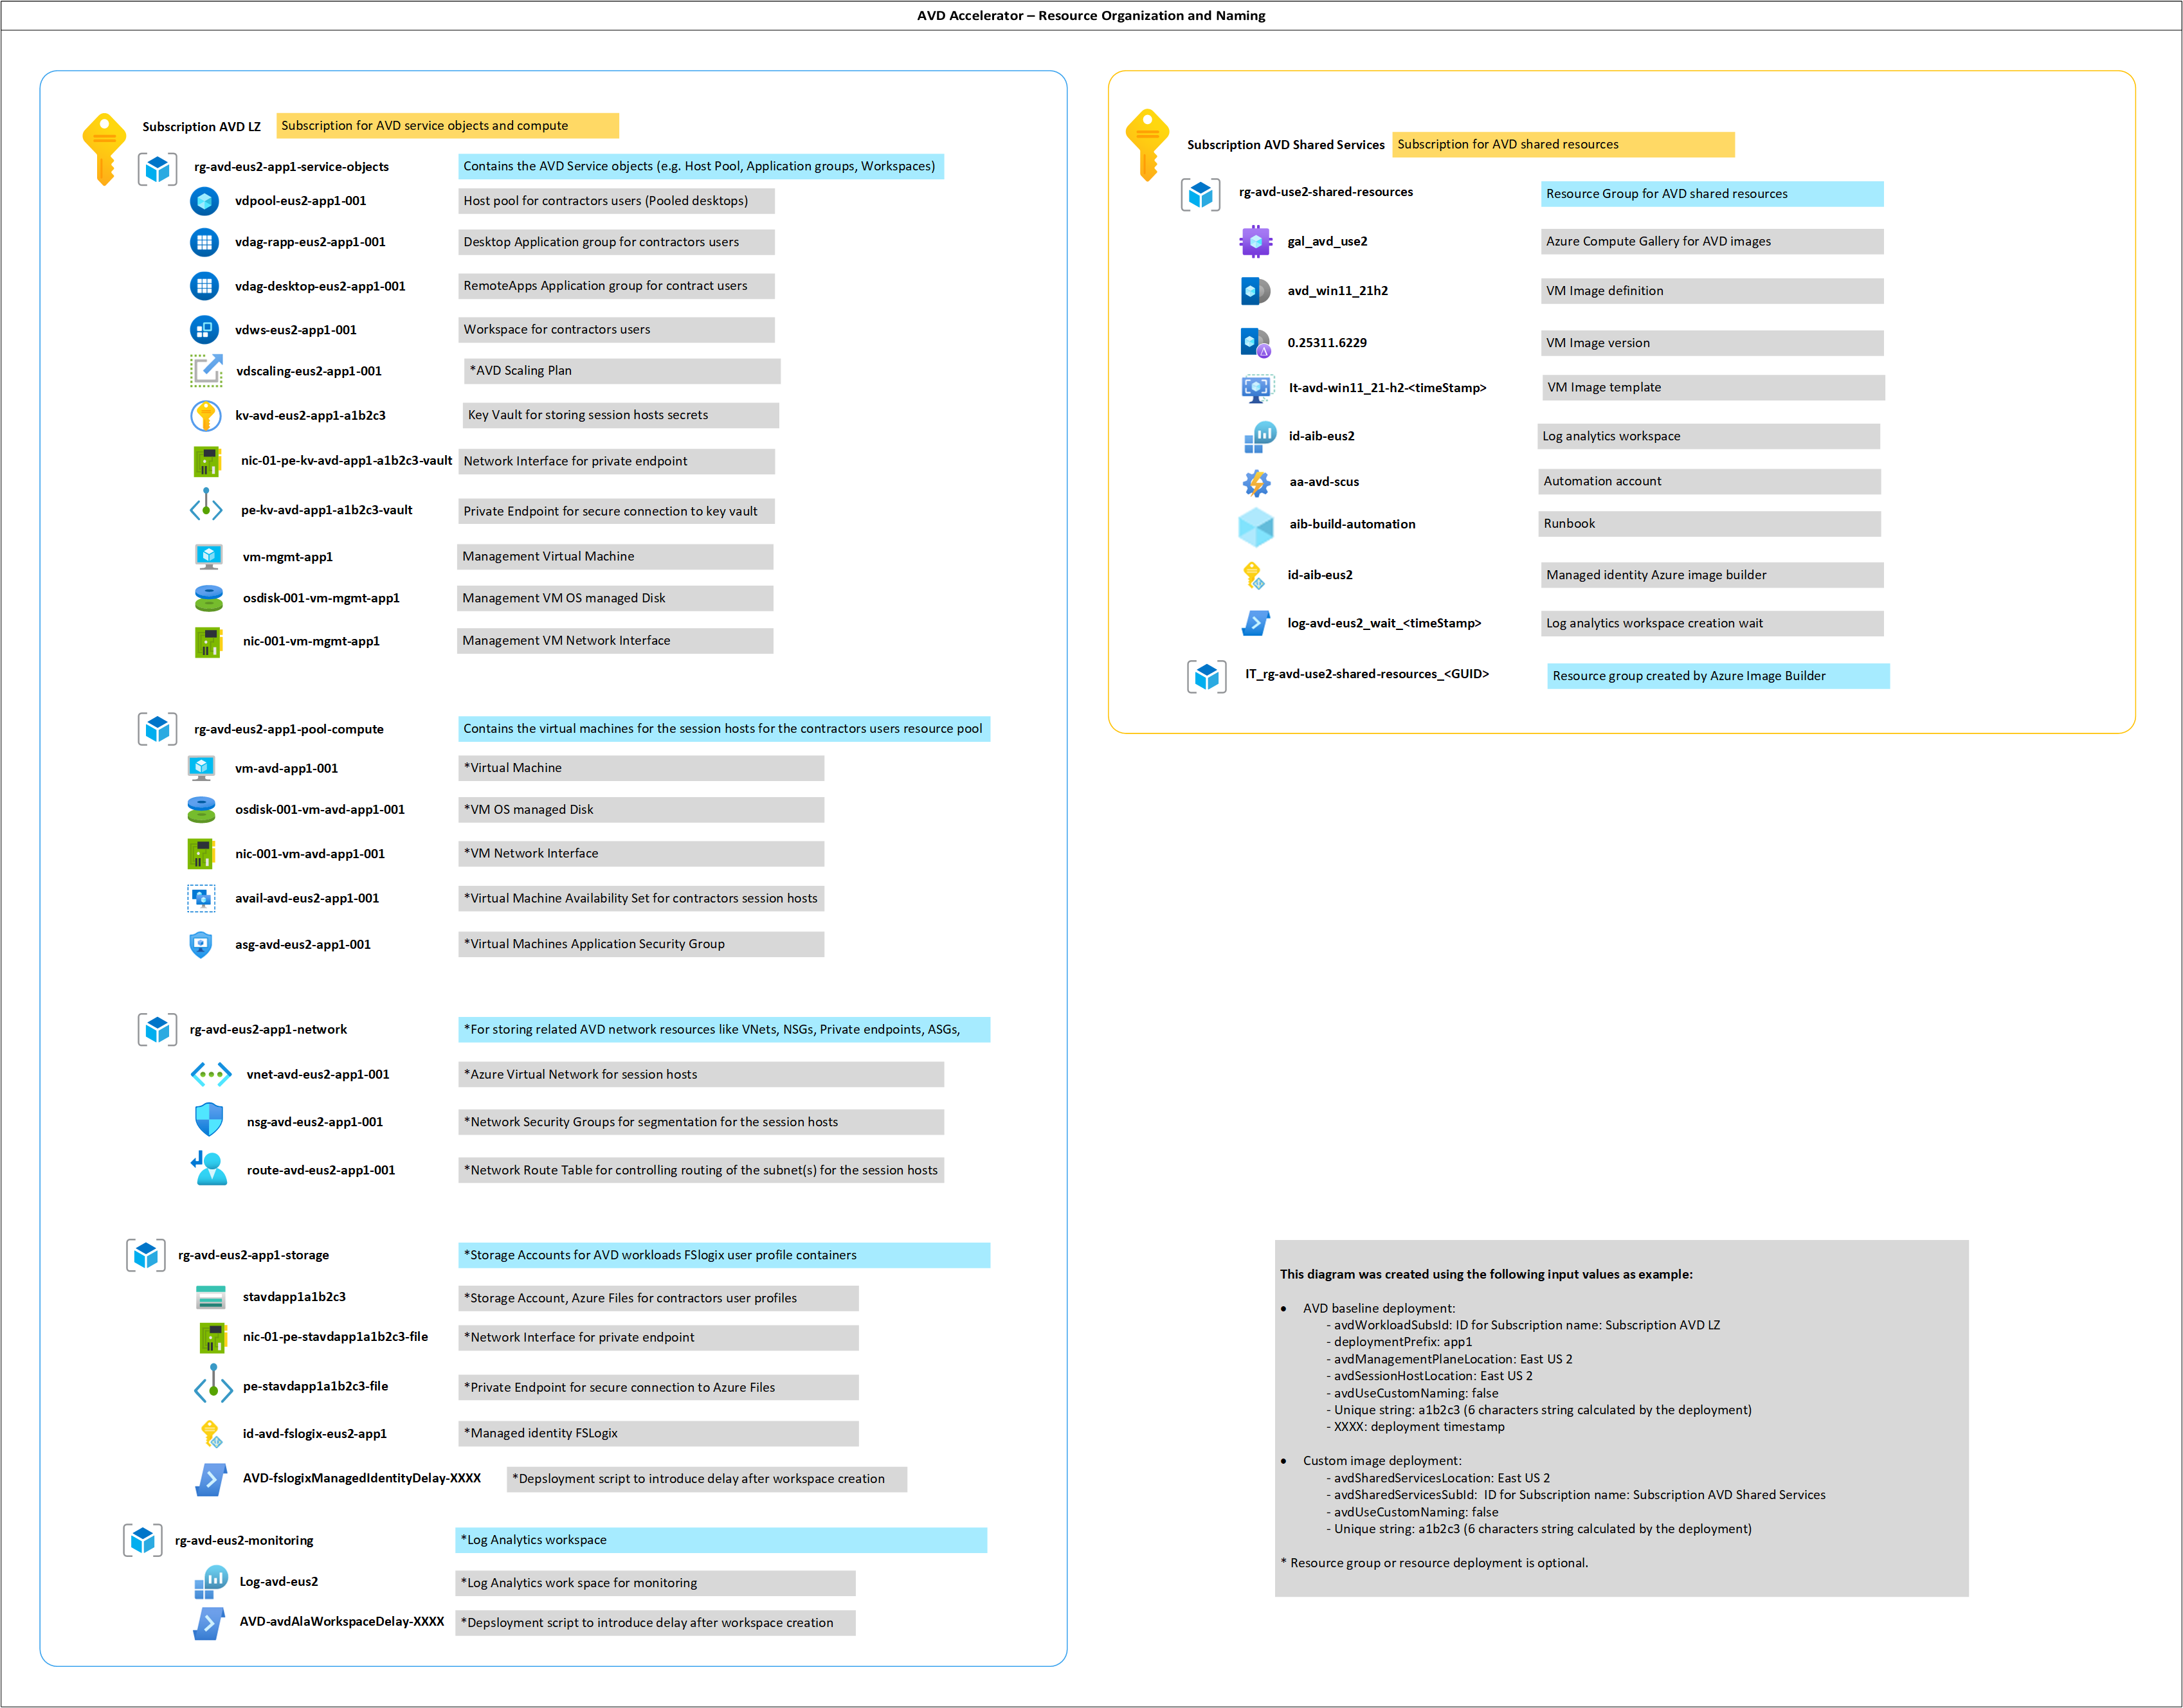 AVD Accelerator – Resource Organization and Naming
Subscription AVD LZ
Subscription for AVD service objects and compute
rg-avd-eus2-app1-service-objects
Contains the AVD Service objects (e.g. Host Pool, Application groups, Workspaces)
vdpool-eus2-app1-001
Host pool for contractors users (Pooled desktops)
vdag-rapp-eus2-app1-001
Desktop Application group for contractors users
vdag-desktop-eus2-app1-001
RemoteApps Application group for contract users
vdws-eus2-app1-001
Workspace for contractors users
vdscaling-eus2-app1-001
*AVD Scaling Plan
kv-avd-eus2-app1-a1b2c3
Key Vault for storing session hosts secrets
nic-01-pe-kv-avd-app1-a1b2c3-vault
Network Interface for private endpoint
pe-kv-avd-app1-a1b2c3-vault
Private Endpoint for secure connection to key vault
vm-mgmt-app1
Management Virtual Machine
osdisk-001-vm-mgmt-app1
Management VM OS managed Disk
nic-001-vm-mgmt-app1
Management VM Network Interface
rg-avd-eus2-app1-pool-compute
Contains the virtual machines for the session hosts for the contractors users resource pool
vm-avd-app1-001
*Virtual Machine
osdisk-001-vm-avd-app1-001
*VM OS managed Disk
nic-001-vm-avd-app1-001
*VM Network Interface
avail-avd-eus2-app1-001
*Virtual Machine Availability Set for contractors session hosts
asg-avd-eus2-app1-001
*Virtual Machines Application Security Group
rg-avd-eus2-app1-network
*For storing related AVD network resources like VNets, NSGs, Private endpoints, ASGs,
vnet-avd-eus2-app1-001
*Azure Virtual Network for session hosts
nsg-avd-eus2-app1-001
*Network Security Groups for segmentation for the session hosts
route-avd-eus2-app1-001
*Network Route Table for controlling routing of the subnet(s) for the session hosts
rg-avd-eus2-app1-storage
*Storage Accounts for AVD workloads FSlogix user profile containers
stavdapp1a1b2c3
*Storage Account, Azure Files for contractors user profiles
nic-01-pe-stavdapp1a1b2c3-file
*Network Interface for private endpoint
pe-stavdapp1a1b2c3-file
*Private Endpoint for secure connection to Azure Files
id-avd-fslogix-eus2-app1
*Managed identity FSLogix
AVD-fslogixManagedIdentityDelay-XXXX
*Depsloyment script to introduce delay after workspace creation
rg-avd-eus2-monitoring
*Log Analytics workspace
Log-avd-eus2
*Log Analytics work space for monitoring
AVD-avdAlaWorkspaceDelay-XXXX
*Depsloyment script to introduce delay after workspace creation
Subscription AVD Shared Services
Subscription for AVD shared resources
rg-avd-use2-shared-resources
Resource Group for AVD shared resources
gal_avd_use2
Azure Compute Gallery for AVD images
avd_win11_21h2
VM Image definition
0.25311.6229
VM Image version
It-avd-win11_21-h2-<timeStamp>
VM Image template
id-aib-eus2
Log analytics workspace
aa-avd-scus
Automation account
aib-build-automation
Runbook
id-aib-eus2
Managed identity Azure image builder
log-avd-eus2_wait_<timeStamp>
Log analytics workspace creation wait
IT_rg-avd-use2-shared-resources_<GUID>
Resource group created by Azure Image Builder
This diagram was created using the following input values as example:
• AVD baseline deployment:
- avdWorkloadSubsId: ID for Subscription name: Subscription AVD LZ
- deploymentPrefix: app1
- avdManagementPlaneLocation: East US 2
- avdSessionHostLocation: East US 2
- avdUseCustomNaming: false
- Unique string: a1b2c3 (6 characters string calculated by the deployment)
- XXXX: deployment timestamp
• Custom image deployment:
- avdSharedServicesLocation: East US 2
- avdSharedServicesSubId: ID for Subscription name: Subscription AVD Shared Services
- avdUseCustomNaming: false
- Unique string: a1b2c3 (6 characters string calculated by the deployment)
* Resource group or resource deployment is optional.